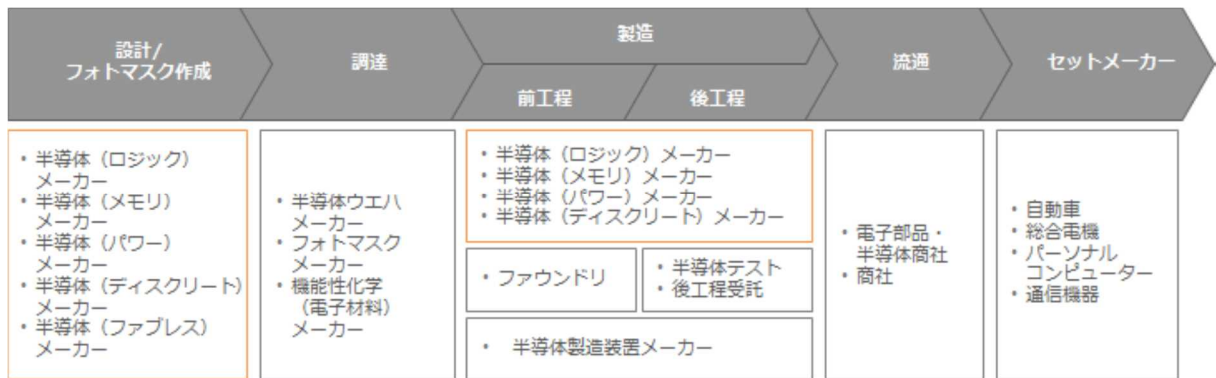 設計/
フォトマスク作成
調達
製造
前工程
後工程
流通
セットメーカー
・半導体（ロジック）
メーカー
・半導体（メモリ）
メーカー
・半導体（パワー）
メーカー
・半導体（ディスクリート）
メーカー
・半導体（ファブレス）
メーカー
・半導体ウエハ
メーカー
・フォトマスク
メーカー
・機能性化学
（電子材料）
メーカー
・半導体（ロジック）メーカー
・半導体（メモリ）メーカー
・半導体（パワー）メーカー
・半導体（ディスクリート）メーカー
・ファウンドリ
・半導体テスト
・後工程受託
・半導体製造装置メーカー
・電子部品・
半導体商社
・商社
・自動車
・総合電機
・パーソナル
コンピューター
・通信機器